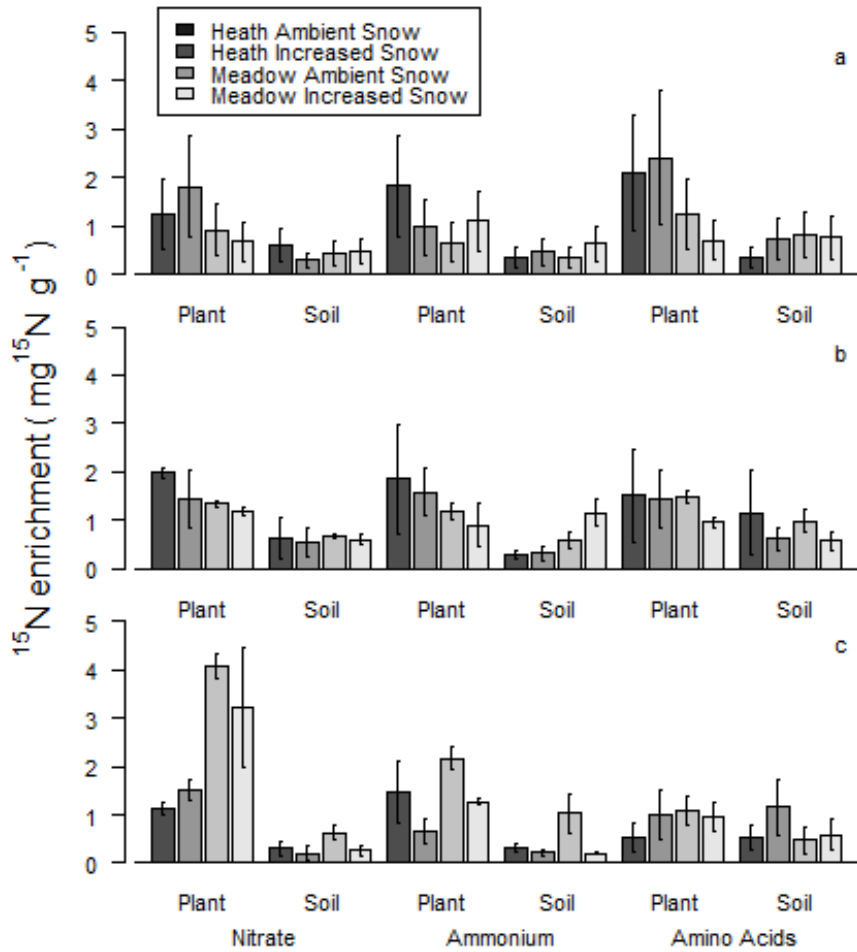 Heath Ambient Snow
Heath Increased Snow
Meadow Ambient Snow
Meadow Increased Snow
a
5
4
3
2
1
0
Plant Soil Plant Soil Plant Soil
b
5
4
3
2
1
0
Plant Soil Plant Soil Plant Soil
c
5
4
3
2
1
0
Plant Soil Plant Soil Plant Soil
Nitrate Ammonium Amino Acids
¹⁵N enrichment ( mg¹⁵N g⁻¹)